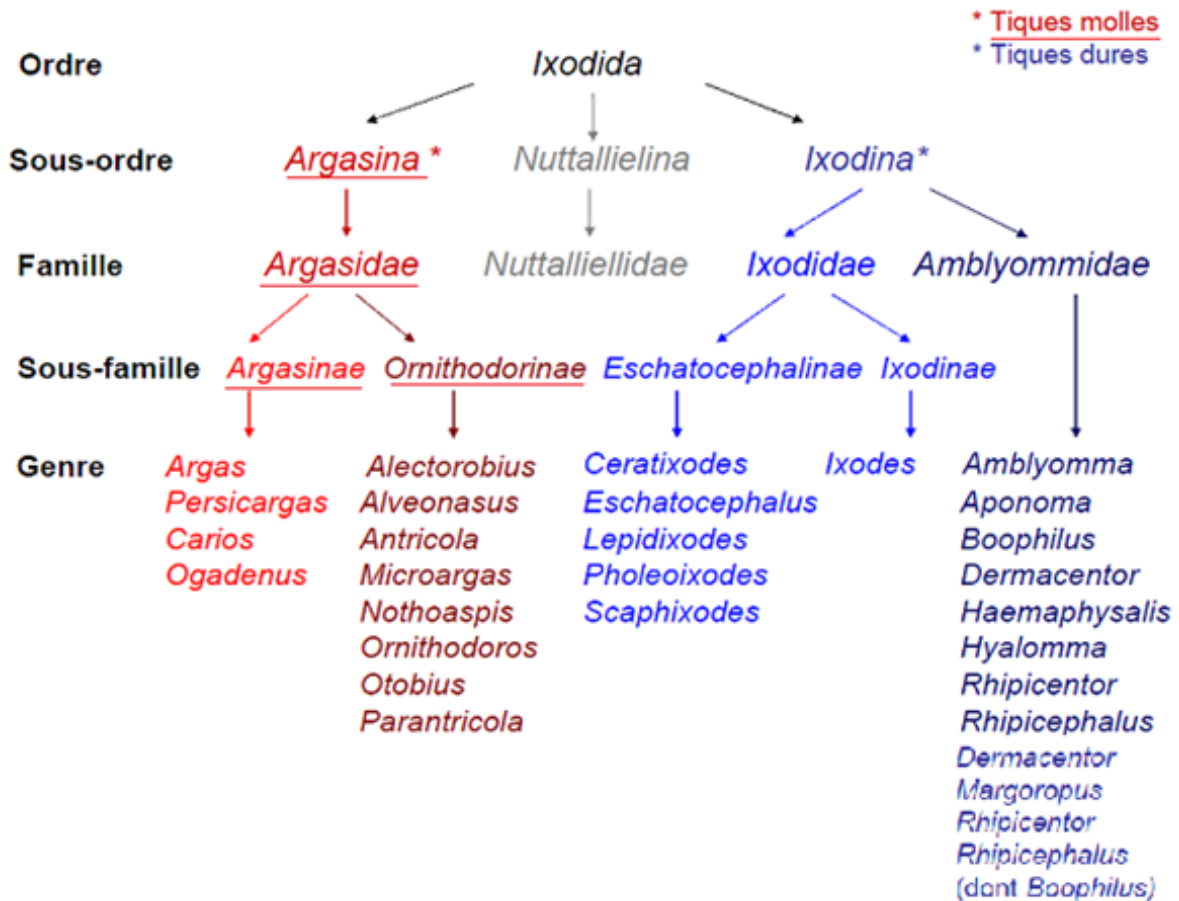 * Tiques molles
* Tiques dures
Ordre Ixodida
Sous-ordre Argasina * Nuttallielina Ixodina*
Famille Argasidae Nuttalliellidae Ixodidae Amblyommidae
Sous-famille Argasinae Ornithodorinae Eschatocephalinae Ixodinae
Genre Argas Alectorobius Ceratixodes Ixodes Amblyomma
Persicargas Alveonasus Eschatocephalus Aponoma
Carios Antricola Lepidixodes Boophilus
Ogadenus Microargas Pholeoixodes Dermacentor
Nothoaspis Scaphixodes Haemaphysalis
Ornithodoros Hyalomma
Otobius Rhipicentor
Parantricola Rhipicephalus
Dermacentor
Margoropus
Rhipicentor
Rhipicephalus
(dont Boophilus)